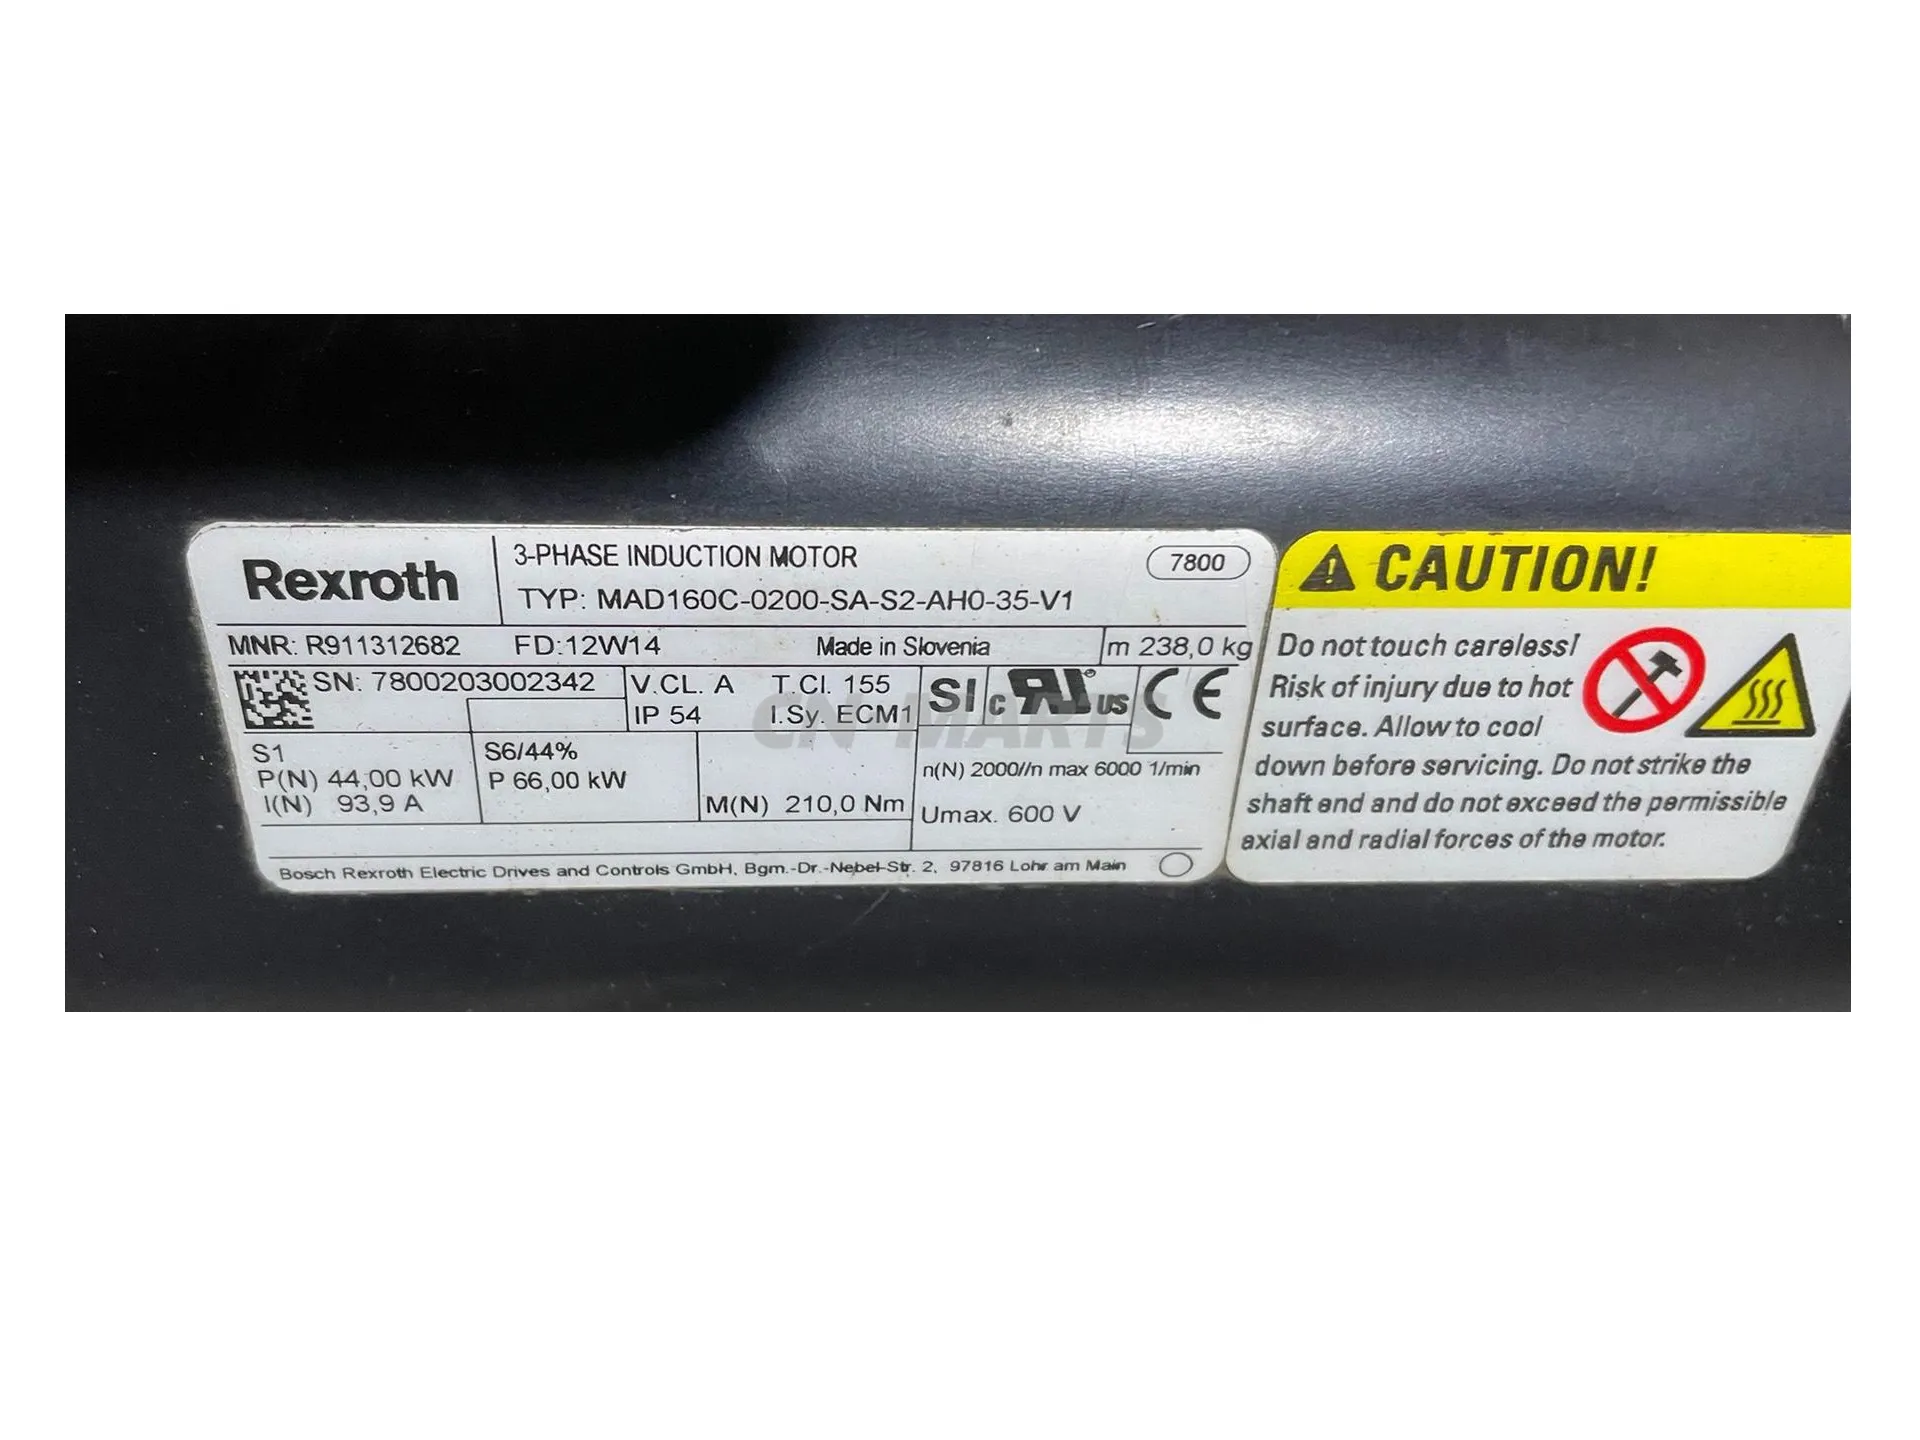 Rexroth
3-PHASE INDUCTION MOTOR
7800
TYP: MAD160C-0200-SA-S2-AH0-35-V1
MNR: R911312682 FD:12W14 Made in Slovenia m 238,0 kg
SN: 7800203002342 V.CL. A T.Cl. 155
IP 54 I.Sy. ECM1
SI c RU ® US CE
CN MARTS
S1
P(N) 44,00 kW
I(N) 93,9 A
S6/44%
P 66,00 kW
M(N) 210,0 Nm
n(N) 2000//n max 6000 1/min
Umax. 600 V
Bosch Rexroth Electric Drives and Controls GmbH, Bgm.-Dr.-Nebel-Str. 2, 97816 Lohr am Main
CAUTION!
Do not touch careless!
Risk of injury due to hot
surface. Allow to cool
down before servicing. Do not strike the
shaft end and do not exceed the permissible
axial and radial forces of the motor.